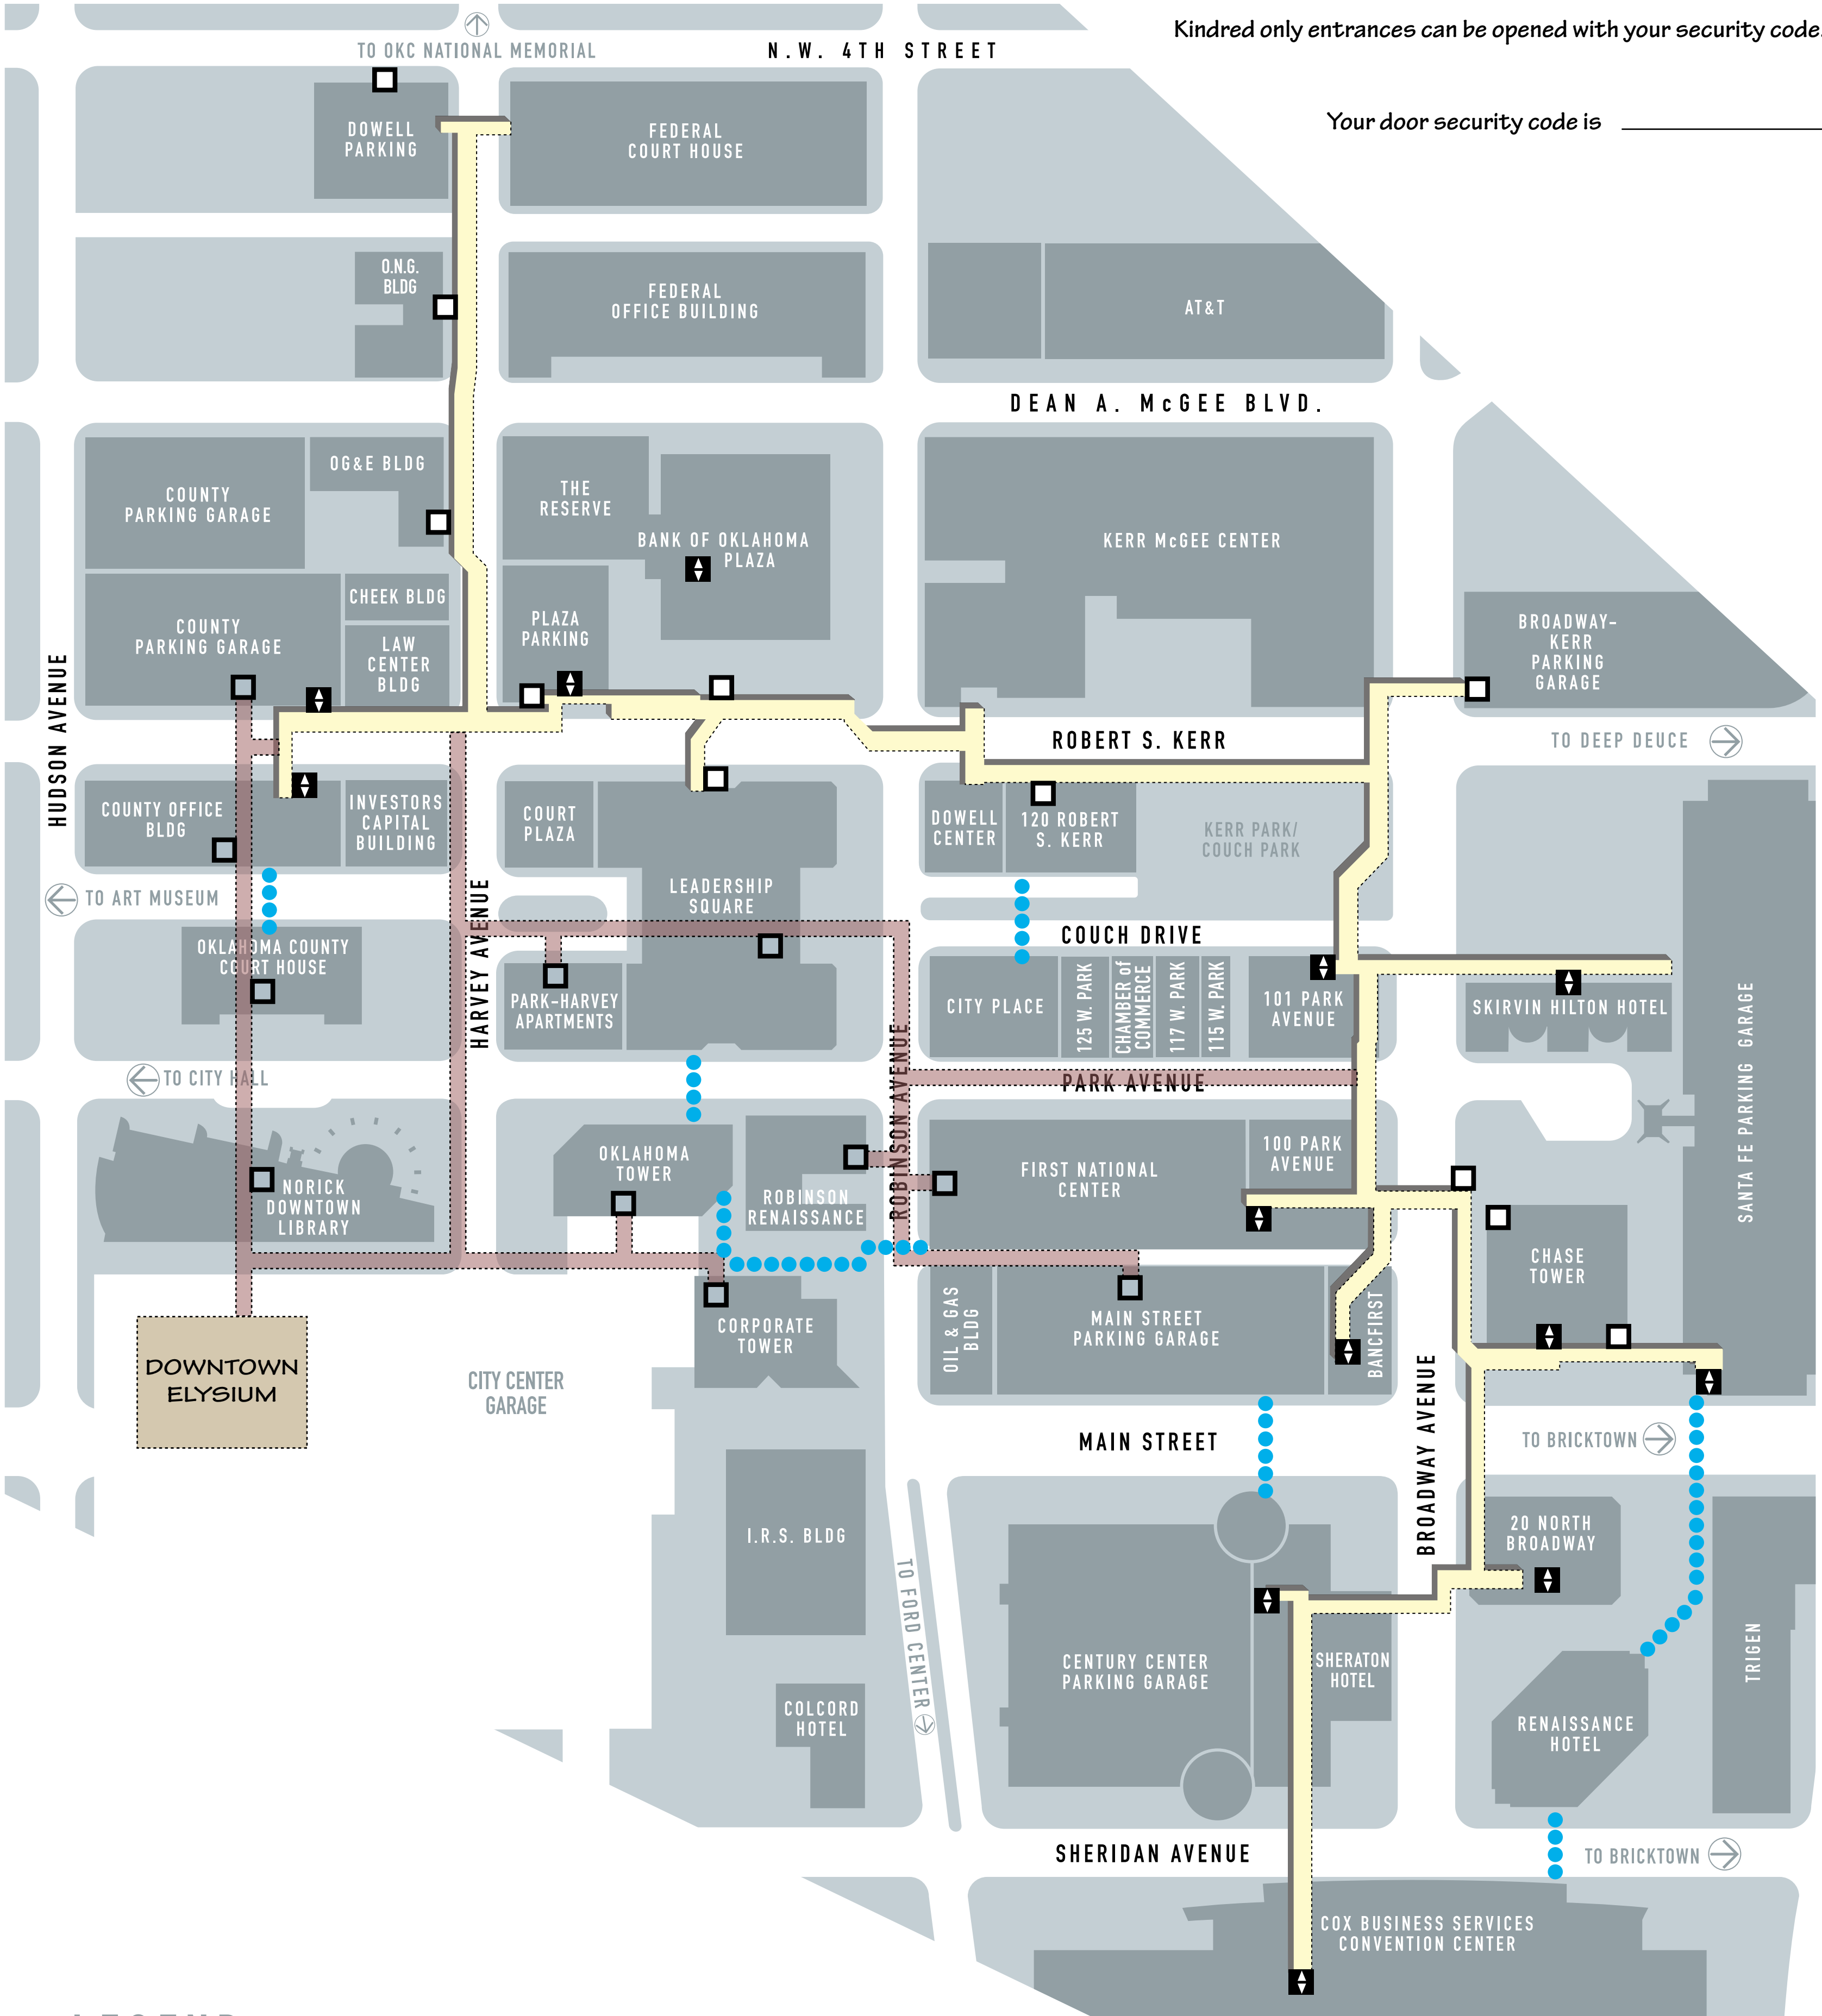 Kindred only entrances can be opened with your security code.
TO OKC NATIONAL MEMORIAL
N.W. 4TH STREET
Your door security code is
DOWELL
PARKING
FEDERAL
COURT HOUSE
O.N.G.
BLDG
FEDERAL
OFFICE BUILDING
AT&T
DEAN A. McGEE BLVD.
COUNTY
PARKING GARAGE
OG&E BLDG
THE
RESERVE
BANK OF OKLAHOMA
PLAZA
KERR McGEE CENTER
CHEEK BLDG
COUNTY
PARKING GARAGE
LAW
CENTER
BLDG
PLAZA
PARKING
BROADWAY-
KERR
PARKING
GARAGE
HUDSON AVENUE
ROBERT S. KERR
TO DEEP DEUCE
COUNTY OFFICE
BLDG
INVESTORS
CAPITAL
BUILDING
COURT
PLAZA
DOWELL
CENTER
120 ROBERT
S. KERR
KERR PARK/
COUCH PARK
TO ART MUSEUM
HARVEY AVENUE
LEADERSHIP
SQUARE
COUCH DRIVE
OKLAHOMA COUNTY
COURT HOUSE
PARK-HARVEY
APARTMENTS
CITY PLACE
125 W. PARK
CHAMBER of
COMMERCE
117 W. PARK
115 W. PARK
101 PARK
AVENUE
SKIRVIN HILTON HOTEL
SANTA FE PARKING GARAGE
TO CITY HALL
ROBINSON AVENUE
PARK AVENUE
NORICK
DOWNTOWN
LIBRARY
OKLAHOMA
TOWER
ROBINSON
RENAISSANCE
FIRST NATIONAL
CENTER
100 PARK
AVENUE
CHASE
TOWER
DOWNTOWN
ELYSIUM
CITY CENTER
GARAGE
CORPORATE
TOWER
OIL & GAS
BLDG
MAIN STREET
PARKING GARAGE
BANCFIRST
BROADWAY AVENUE
MAIN STREET
TO BRICKTOWN
I.R.S. BLDG
TO FORD CENTER
20 NORTH
BROADWAY
CENTURY CENTER
PARKING GARAGE
SHERATON
HOTEL
TRIGEN
COLCORD
HOTEL
RENAISSANCE
HOTEL
SHERIDAN AVENUE
TO BRICKTOWN
COX BUSINESS SERVICES
CONVENTION CENTER
LEGEND